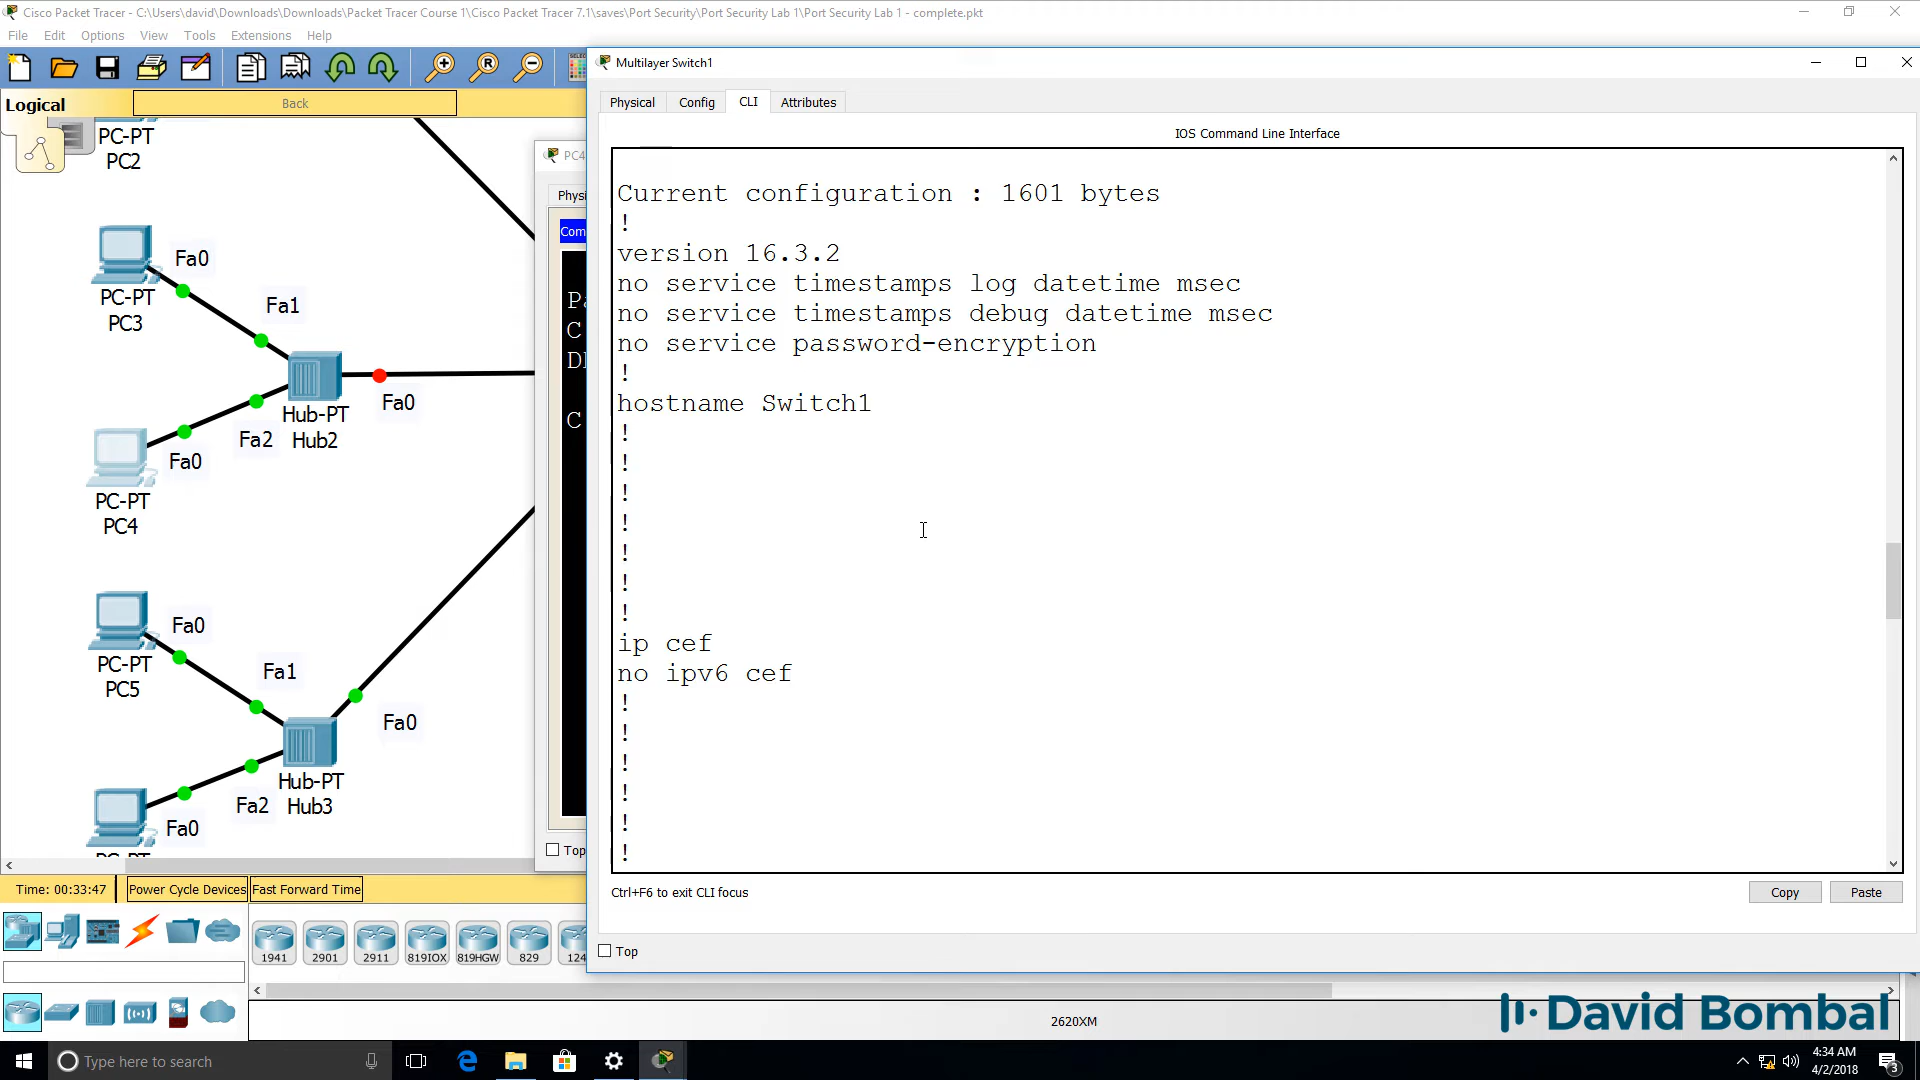 Cisco Packet Tracer - C:\Users\david\Downloads\Downloads\Packet Tracer Course 1\Cisco Packet Tracer 7.1\saves\Port Security\Port Security Lab 1\Port Security Lab 1 - complete.pkt
File Edit Options View Tools Extensions Help
Logical
Back
PC-PT
PC2
Fa0
PC-PT
PC3
Fa1
Fa0
Hub-PT
Hub2
Fa2
Fa0
PC-PT
PC4
Fa0
PC-PT
PC5
Fa1
Fa0
Hub-PT
Hub3
Fa2
Fa0
PC4
Physi
Com
C
C
Top
Multilayer Switch1
Physical Config CLI Attributes
IOS Command Line Interface
Current configuration : 1601 bytes
!
version 16.3.2
no service timestamps log datetime msec
no service timestamps debug datetime msec
no service password-encryption
!
hostname Switch1
!
!
!
!
!
!
!
ip cef
no ipv6 cef
!
!
!
!
!
!
Ctrl+F6 to exit CLI focus
Copy Paste
Top
Time: 00:33:47 Power Cycle Devices Fast Forward Time
1941 2901 2911 819IOX 819HGW 829 124
2620XM
David Bombal
Type here to search
4:34 AM
4/2/2018
3